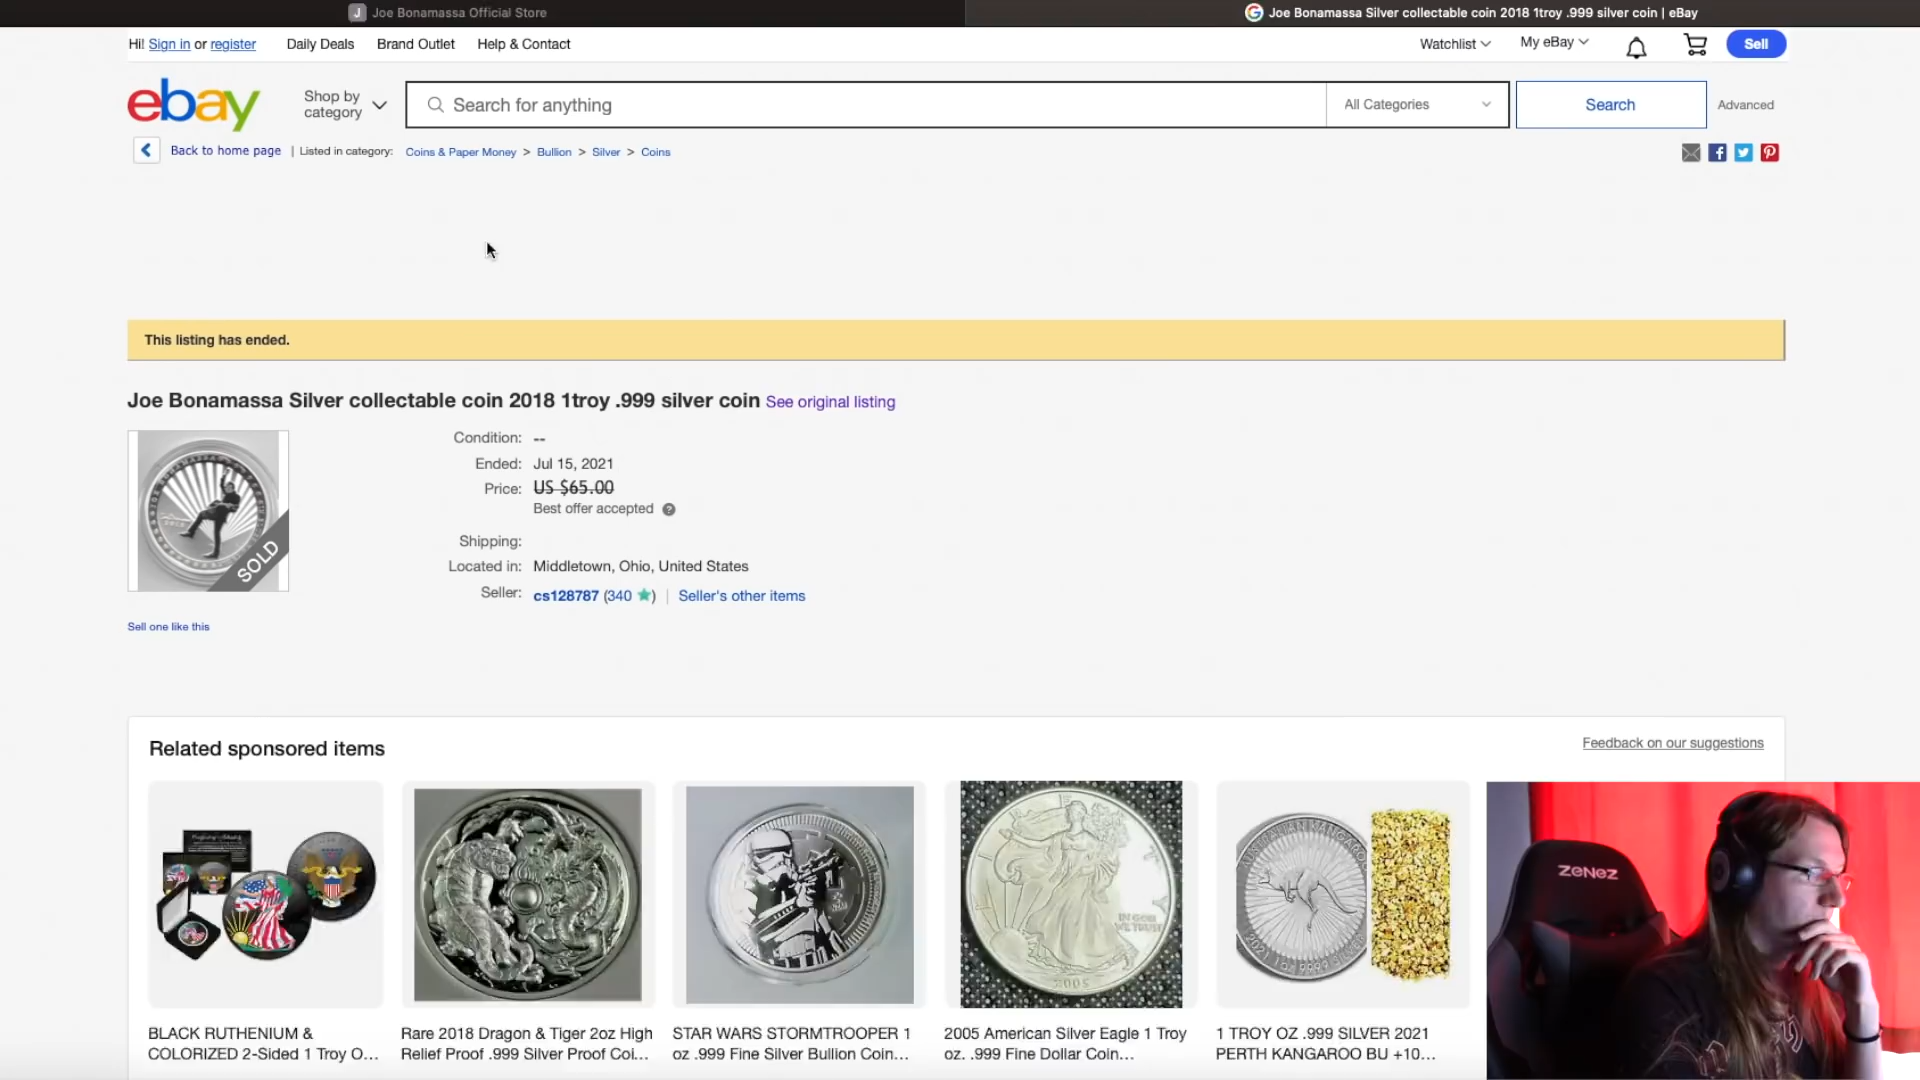 J Joe Bonamassa Official Store
Joe Bonamassa Silver collectable coin 2018 1troy .999 silver coin | eBay
Hi! Sign in or register Daily Deals Brand Outlet Help & Contact Watchlist My eBay Sell
ebay
Shop by
category
Search for anything All Categories Search Advanced
Back to home page | Listed in category: Coins & Paper Money > Bullion > Silver > Coins
This listing has ended.
Joe Bonamassa Silver collectable coin 2018 1troy .999 silver coin See original listing
Condition: --
Ended: Jul 15, 2021
Price: US $65.00
Best offer accepted
SOLD
Shipping:
Located in: Middletown, Ohio, United States
Seller: cs128787 (340 ) | Seller's other items
Sell one like this
Related sponsored items
Feedback on our suggestions
2005
IN GOD
WE TRUST
ZeNeZ
BLACK RUTHENIUM &
COLORIZED 2-Sided 1 Troy O...
Rare 2018 Dragon & Tiger 2oz High
Relief Proof .999 Silver Proof Coi...
STAR WARS STORMTROOPER 1
oz .999 Fine Silver Bullion Coin...
2005 American Silver Eagle 1 Troy
oz. .999 Fine Dollar Coin...
1 TROY OZ .999 SILVER 2021
PERTH KANGAROO BU +10...